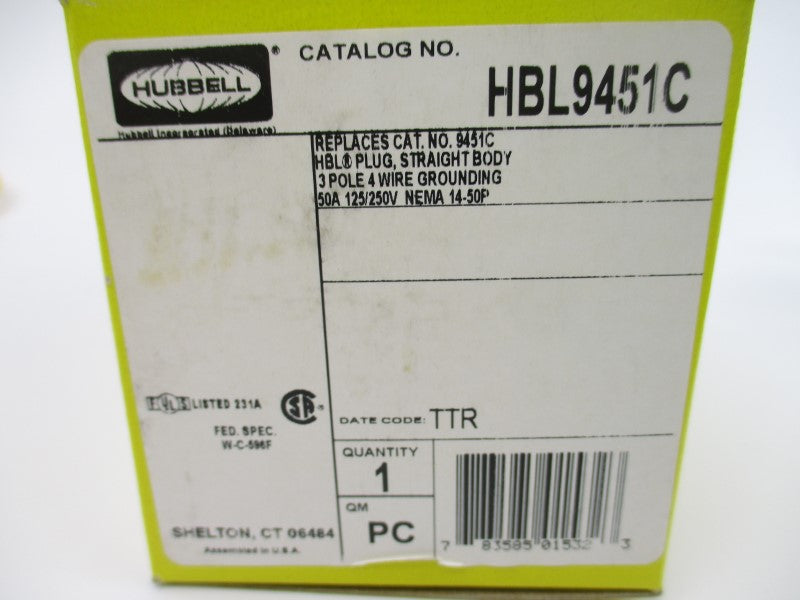 HUBBELL ®
CATALOG NO.
HBL9451C
Hubbell Incorporated (Delaware)
REPLACES CAT. NO. 9451C
HBL® PLUG, STRAIGHT BODY
3 POLE 4 WIRE GROUNDING
50A 125/250V NEMA 14-50P
LISTED 231A
FED. SPEC.
W-C-596F
DATE CODE: TTR
QUANTITY
1
QM
PC
SHELTON, CT 06484
Assembled in U.S.A.
7 83585 01532 3